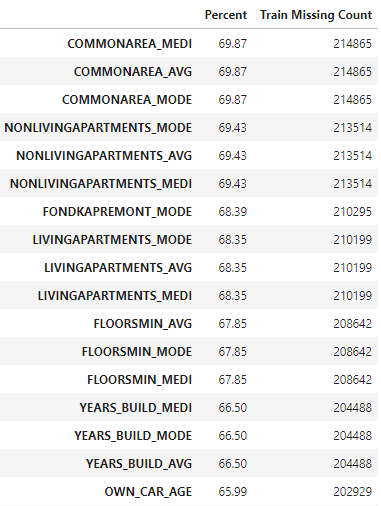 Percent Train Missing Count
COMMONAREA_MEDI 69.87 214865
COMMONAREA_AVG 69.87 214865
COMMONAREA_MODE 69.87 214865
NONLIVINGAPARTMENTS_MODE 69.43 213514
NONLIVINGAPARTMENTS_AVG 69.43 213514
NONLIVINGAPARTMENTS_MEDI 69.43 213514
FONDKAPREMONT_MODE 68.39 210295
LIVINGAPARTMENTS_MODE 68.35 210199
LIVINGAPARTMENTS_AVG 68.35 210199
LIVINGAPARTMENTS_MEDI 68.35 210199
FLOORSMIN_AVG 67.85 208642
FLOORSMIN_MODE 67.85 208642
FLOORSMIN_MEDI 67.85 208642
YEARS_BUILD_MEDI 66.50 204488
YEARS_BUILD_MODE 66.50 204488
YEARS_BUILD_AVG 66.50 204488
OWN_CAR_AGE 65.99 202929